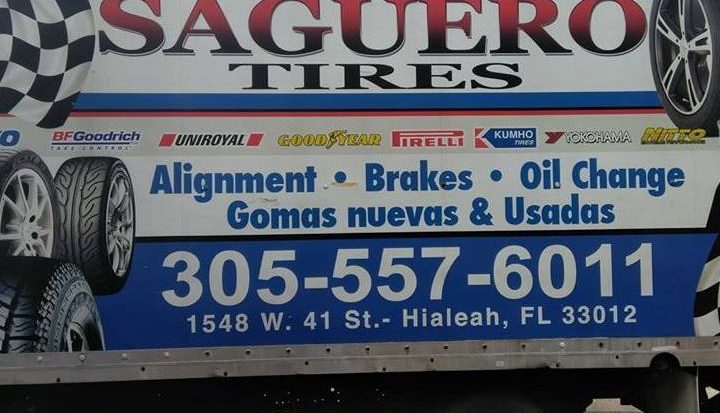 SAGUERO
TIRES
BFGoodrich UNIROYAL GOODYEAR PIRELLI KUMHO TIRES YOKOHAMA NITTO
TAKE CONTROL
Alignment • Brakes • Oil Change
Gomas nuevas & Usadas
305-557-6011
1548 W. 41 St.- Hialeah, FL 33012